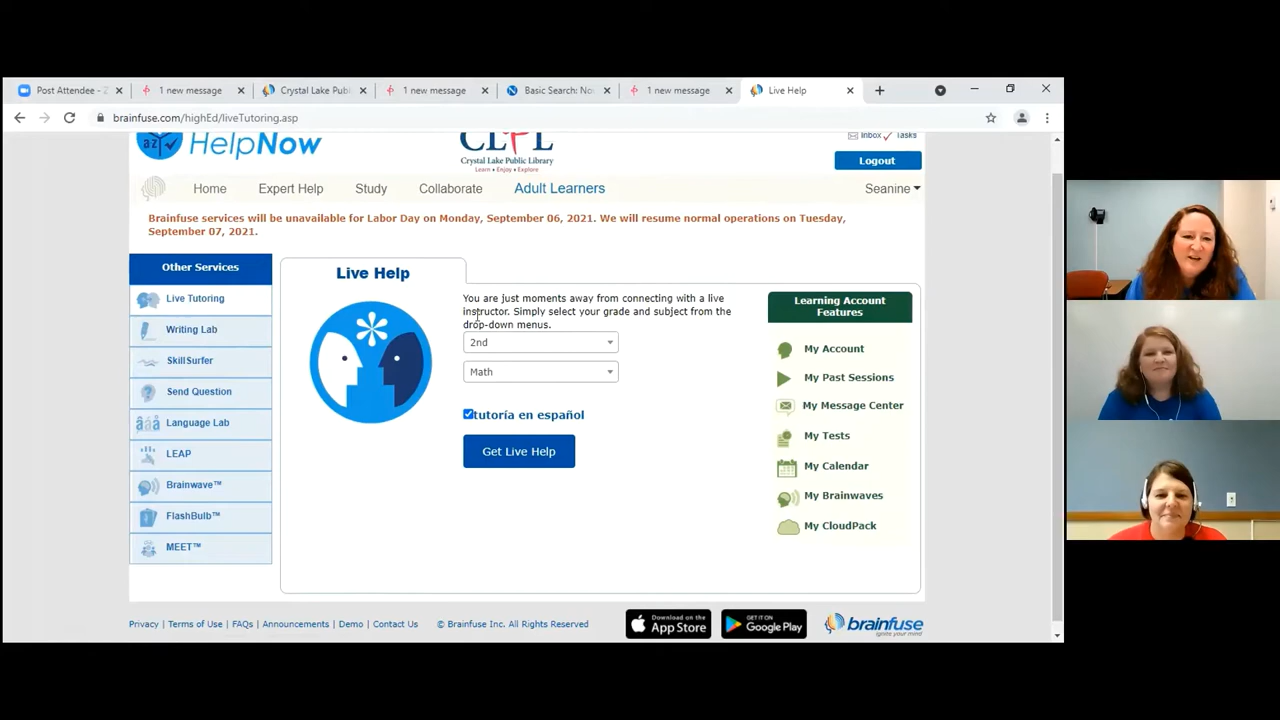 Post Attendee - Z
1 new message
Crystal Lake Publ
1 new message
Basic Search: No
1 new message
Live Help
brainfuse.com/highEd/liveTutoring.asp
a-z HelpNow
CLPL
Crystal Lake Public Library
Learn • Enjoy • Explore
Inbox Tasks
Logout
Home
Expert Help
Study
Collaborate
Adult Learners
Seanine
Brainfuse services will be unavailable for Labor Day on Monday, September 06, 2021. We will resume normal operations on Tuesday,
September 07, 2021.
Other Services
Live Tutoring
Writing Lab
SkillSurfer
Send Question
Language Lab
LEAP
Brainwave™
FlashBulb™
MEET™
Live Help
You are just moments away from connecting with a live
instructor. Simply select your grade and subject from the
drop-down menus.
2nd
Math
tutoría en español
Get Live Help
Learning Account
Features
My Account
My Past Sessions
My Message Center
My Tests
My Calendar
My Brainwaves
My CloudPack
Privacy | Terms of Use | FAQs | Announcements | Demo | Contact Us
© Brainfuse Inc. All Rights Reserved
Download on the
App Store
GET IT ON
Google Play
brainfuse
ignite your mind